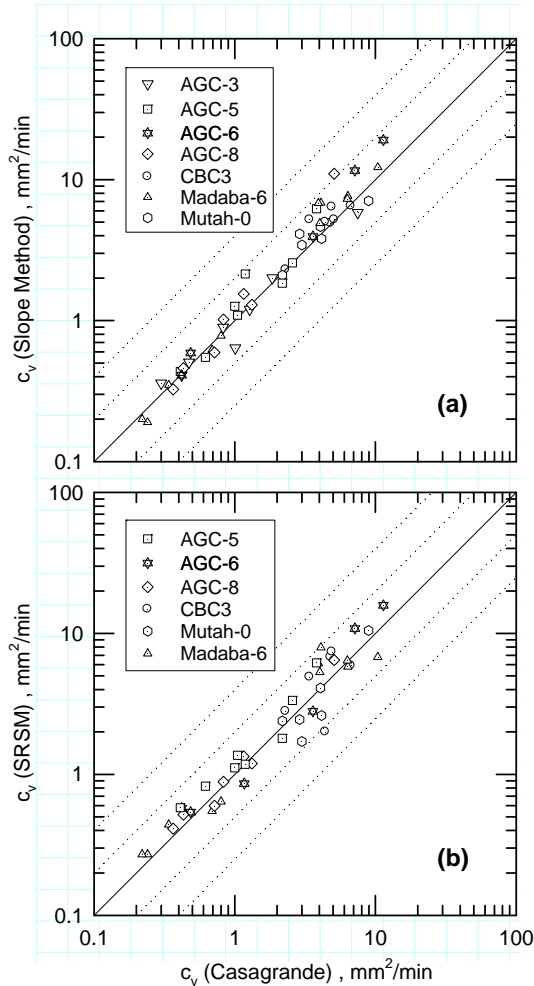 100
10
1
0.1
c_v (Slope Method) , mm²/min
AGC-3
AGC-5
AGC-6
AGC-8
CBC3
Madaba-6
Mutah-0
(a)
100
10
1
0.1
c_v (SRSM) , mm²/min
AGC-5
AGC-6
AGC-8
CBC3
Mutah-0
Madaba-6
(b)
0.1 1 10 100
c_v (Casagrande) , mm²/min